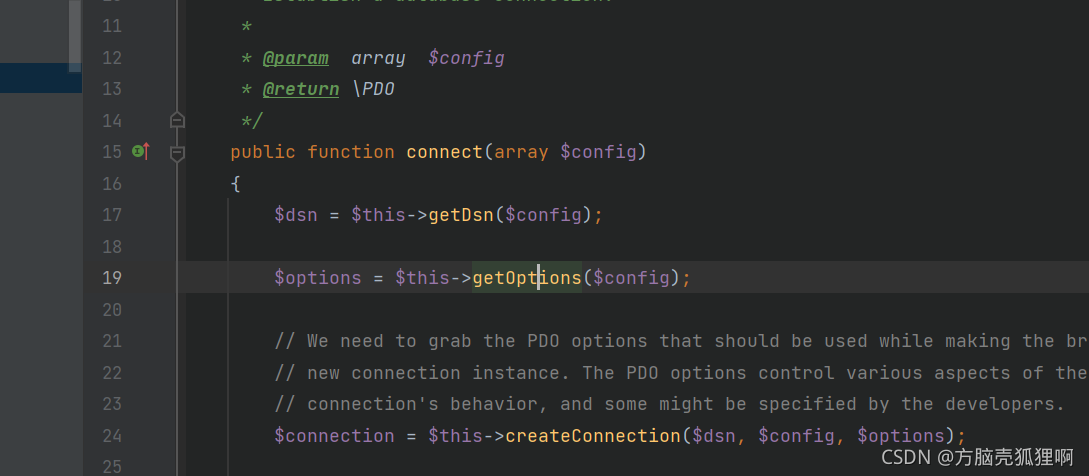 establish a database connection.
11 *
12 * @param array $config
13 * @return \PDO
14 */
15 public function connect(array $config)
16 {
17 $dsn = $this->getDsn($config);
18
19 $options = $this->getOptions($config);
20
21 // We need to grab the PDO options that should be used while making the br
22 // new connection instance. The PDO options control various aspects of the
23 // connection's behavior, and some might be specified by the developers.
24 $connection = $this->createConnection($dsn, $config, $options);
25
CSDN @方脑壳狐狸啊